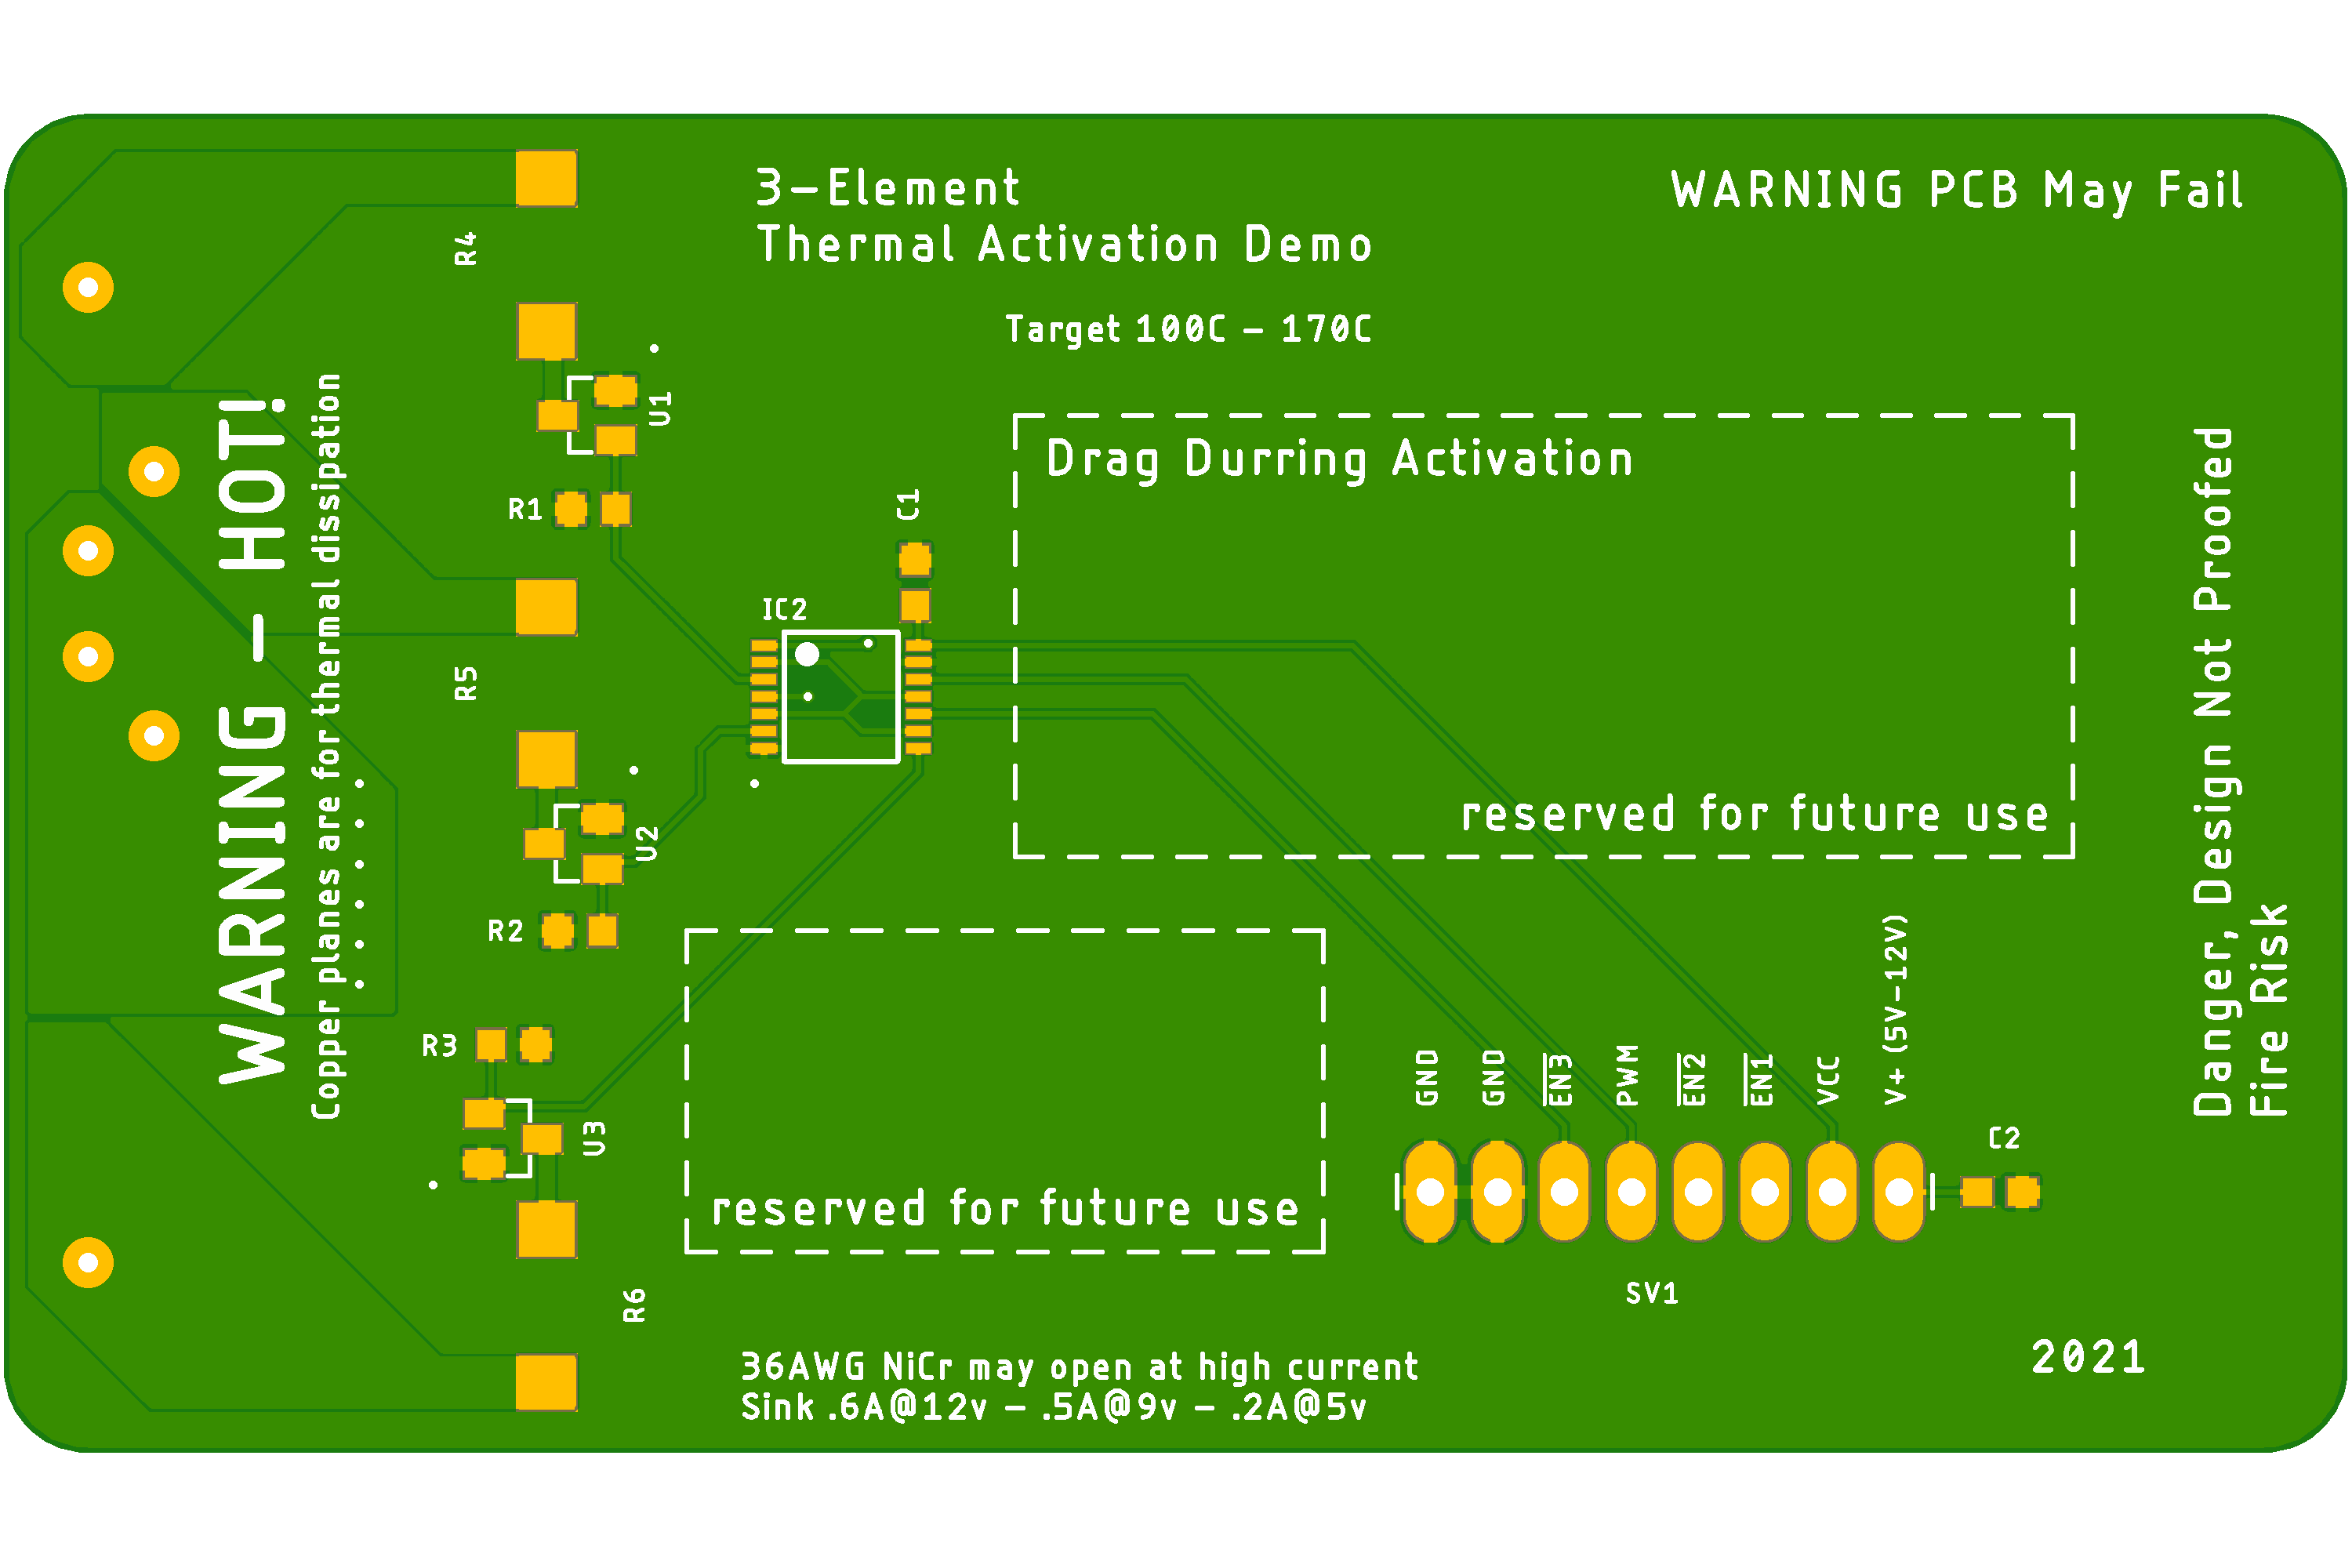 3-Element
Thermal Activation Demo
Target 100C - 170C
WARNING PCB May Fail
R4
U1
R1
C1
IC2
R5
U2
R2
R3
U3
R6
WARNING - HOT!
Copper planes are for thermal dissipation
Drag Durring Activation
reserved for future use
reserved for future use
Danger, Design Not Proofed
Fire Risk
GND
GND
EN3
PWM
EN2
EN1
VCC
V+ (5V-12V)
C2
SV1
36AWG NiCr may open at high current
Sink .6A@12v - .5A@9v - .2A@5v
2021